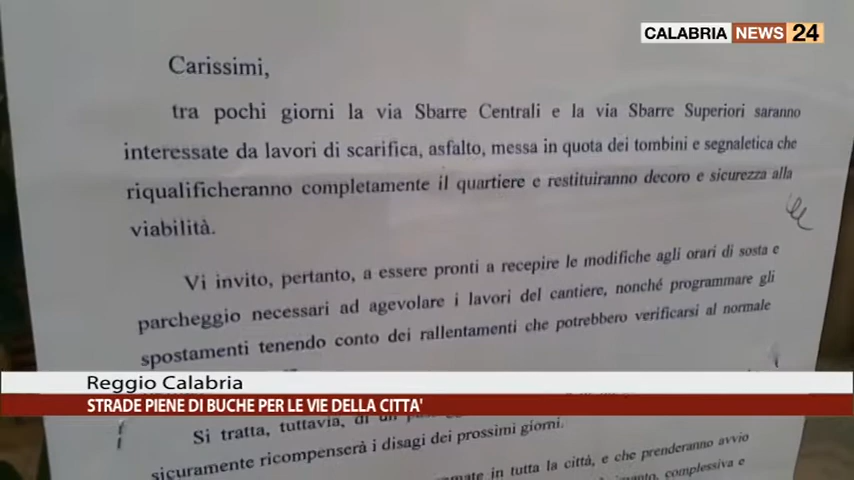 CALABRIA NEWS 24
Carissimi,
tra pochi giorni la via Sbarre Centrali e la via Sbarre Superiori saranno
interessate da lavori di scarifica, asfalto, messa in quota dei tombini e segnaletica che
riqualificheranno completamente il quartiere e restituiranno decoro e sicurezza alla
viabilità.
Vi invito, pertanto, a essere pronti a recepire le modifiche agli orari di sosta e
parcheggio necessari ad agevolare i lavori del cantiere, nonché programmare gli
spostamenti tenendo conto dei rallentamenti che potrebbero verificarsi al normale
Reggio Calabria
STRADE PIENE DI BUCHE PER LE VIE DELLA CITTA'
Si tratta, tuttavia, di un
sicuramente ricompenserà i disagi dei prossimi giorni.
in tutta la città, e che prenderanno avvio
complessiva e